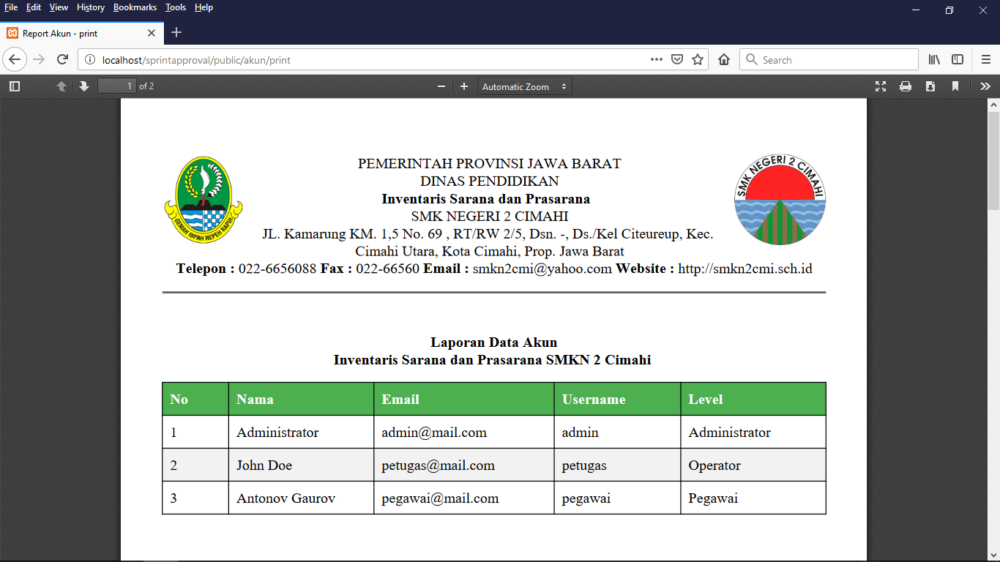 File Edit View History Bookmarks Tools Help
Report Akun - print
localhost/sprintapproval/public/akun/print
Search
1 of 2
Automatic Zoom
PEMERINTAH PROVINSI JAWA BARAT
DINAS PENDIDIKAN
Inventaris Sarana dan Prasarana
SMK NEGERI 2 CIMAHI
JL. Kamarung KM. 1,5 No. 69 , RT/RW 2/5, Dsn. -, Ds./Kel Citeureup, Kec.
Cimahi Utara, Kota Cimahi, Prop. Jawa Barat
Telepon : 022-6656088 Fax : 022-66560 Email : smkn2cmi@yahoo.com Website : http://smkn2cmi.sch.id
GEMAH RIPAH REPEH RAPIH
SMK NEGERI 2 CIMAHI
Laporan Data Akun
Inventaris Sarana dan Prasarana SMKN 2 Cimahi
No Nama Email Username Level
1 Administrator admin@mail.com admin Administrator
2 John Doe petugas@mail.com petugas Operator
3 Antonov Gaurov pegawai@mail.com pegawai Pegawai